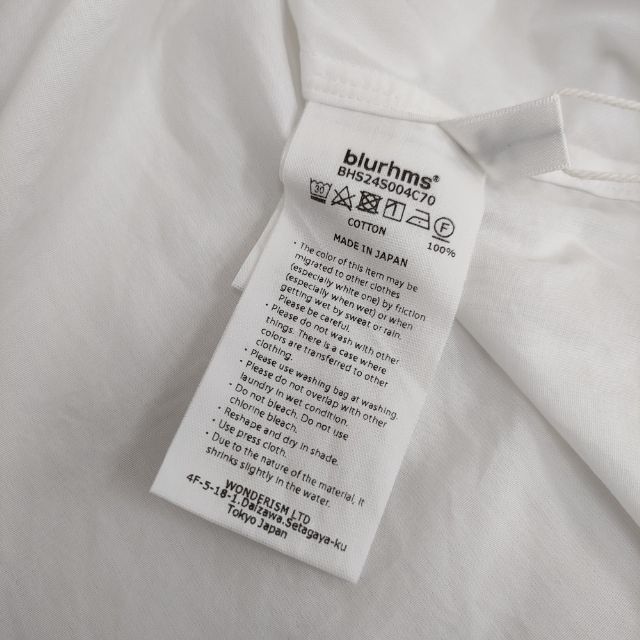 blurhms®
BHS24S004C70
30 F
COTTON 100%
MADE IN JAPAN
• The color of this item may be
migrated to other clothes
(especially white one) by friction
(especially when wet) or when
getting wet by sweat or rain.
Please be careful.
• Please do not wash with other
things. There is a case where
colors are transferred to other
clothing.
• Please use washing bag at washing.
• Please do not overlap with other
laundry in wet condition.
• Do not bleach. Do not use
chlorine bleach.
• Reshape and dry in shade.
• Use press cloth.
• Due to the nature of the material, it
shrinks slightly in the water.
WONDERISM LTD
4F-5-18-1.Daizawa.Setagaya-ku
Tokyo Japan